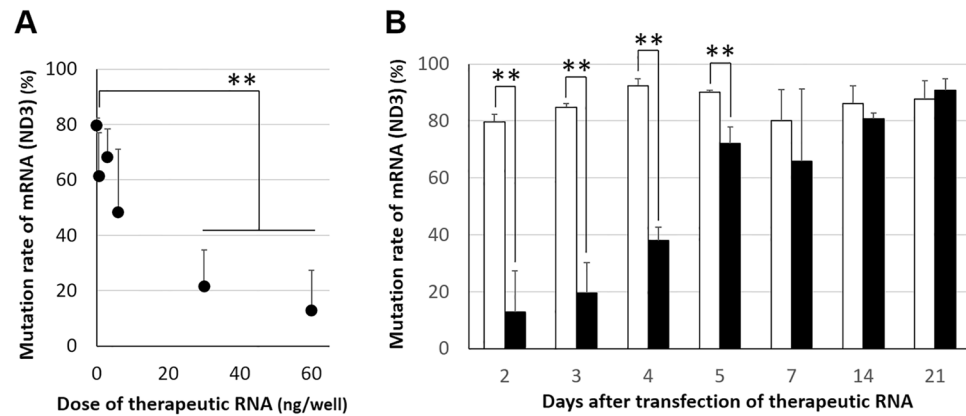 A
Mutation rate of mRNA (ND3) (%)
100
80
60
40
20
0
**
0 20 40 60
Dose of therapeutic RNA (ng/well)
B
Mutation rate of mRNA (ND3) (%)
100
80
60
40
20
0
** ** ** **
2 3 4 5 7 14 21
Days after transfection of therapeutic RNA